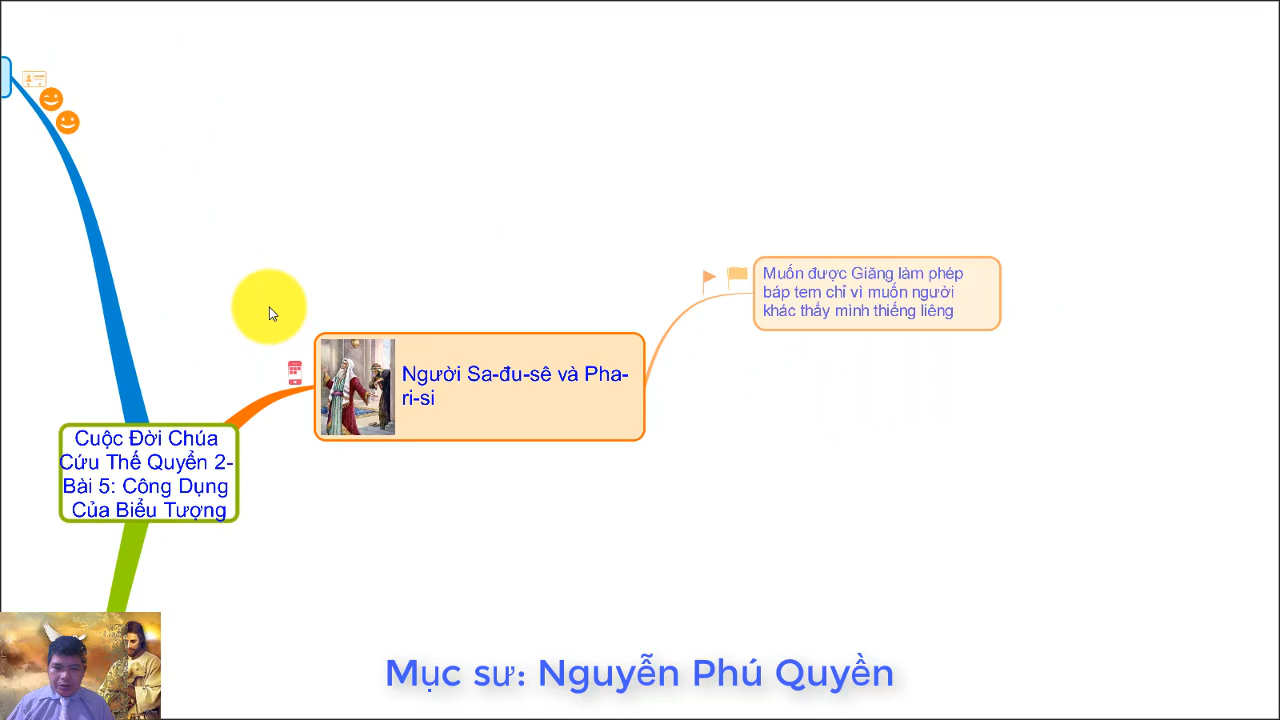 Muốn được Giăng làm phép
báp tem chỉ vì muốn người
khác thấy mình thiếng liêng
Người Sa-đu-sê và Pha-
ri-si
Cuộc Đời Chúa
Cứu Thế Quyển 2-
Bài 5: Công Dụng
Của Biểu Tượng
Mục sư: Nguyễn Phú Quyền